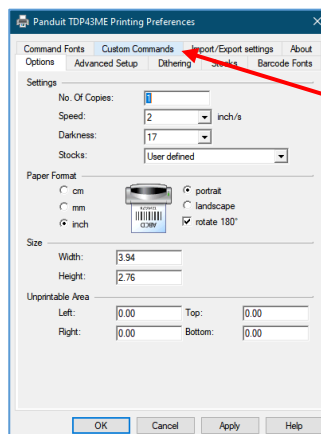 Panduit TDP43ME Printing Preferences
Command Fonts Custom Commands Import/Export settings About
Options Advanced Setup Dithering Stocks Barcode Fonts
Settings
No. Of Copies: 1
Speed: 2 inch/s
Darkness: 17
Stocks: User defined
Paper Format
cm portrait
mm landscape
inch rotate 180°
ABCD
Size
Width: 3.94
Height: 2.76
Unprintable Area
Left: 0.00 Top: 0.00
Right: 0.00 Bottom: 0.00
OK Cancel Apply Help